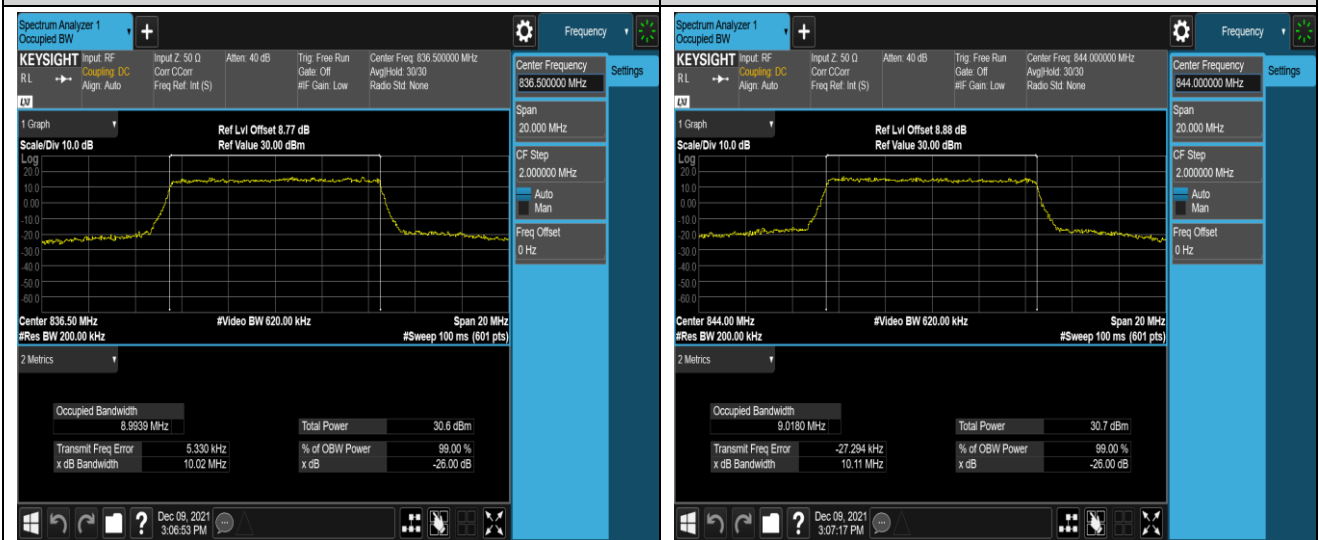 Spectrum Analyzer 1
Occupied BW
Frequency
KEYSIGHT
Input: RF
Coupling: DC
Align: Auto
Input Z: 50 Ω
Corr CCorr
Freq Ref: Int (S)
Atten: 40 dB
Trig: Free Run
Gate: Off
#IF Gain: Low
Center Freq: 836.500000 MHz
Avg|Hold: 30/30
Radio Std: None
RL
LXI
Center Frequency
836.500000 MHz
Settings
Span
20.000 MHz
CF Step
2.000000 MHz
Auto
Man
Freq Offset
0 Hz
1 Graph
Ref Lvl Offset 8.77 dB
Scale/Div 10.0 dB
Ref Value 30.00 dBm
Log
20.0
10.0
0.00
-10.0
-20.0
-30.0
-40.0
-50.0
-60.0
Center 836.50 MHz
#Video BW 620.00 kHz
Span 20 MHz
#Res BW 200.00 kHz
#Sweep 100 ms (601 pts)
2 Metrics
Occupied Bandwidth
8.9939 MHz
Total Power
30.6 dBm
Transmit Freq Error
5.330 kHz
% of OBW Power
99.00 %
x dB Bandwidth
10.02 MHz
x dB
-26.00 dB
?
Dec 09, 2021
3:06:53 PM
Spectrum Analyzer 1
Occupied BW
Frequency
KEYSIGHT
Input: RF
Coupling: DC
Align: Auto
Input Z: 50 Ω
Corr CCorr
Freq Ref: Int (S)
Atten: 40 dB
Trig: Free Run
Gate: Off
#IF Gain: Low
Center Freq: 844.000000 MHz
Avg|Hold: 30/30
Radio Std: None
RL
LXI
Center Frequency
844.000000 MHz
Settings
Span
20.000 MHz
CF Step
2.000000 MHz
Auto
Man
Freq Offset
0 Hz
1 Graph
Ref Lvl Offset 8.88 dB
Scale/Div 10.0 dB
Ref Value 30.00 dBm
Log
20.0
10.0
0.00
-10.0
-20.0
-30.0
-40.0
-50.0
-60.0
Center 844.00 MHz
#Video BW 620.00 kHz
Span 20 MHz
#Res BW 200.00 kHz
#Sweep 100 ms (601 pts)
2 Metrics
Occupied Bandwidth
9.0180 MHz
Total Power
30.7 dBm
Transmit Freq Error
-27.294 kHz
% of OBW Power
99.00 %
x dB Bandwidth
10.11 MHz
x dB
-26.00 dB
?
Dec 09, 2021
3:07:17 PM